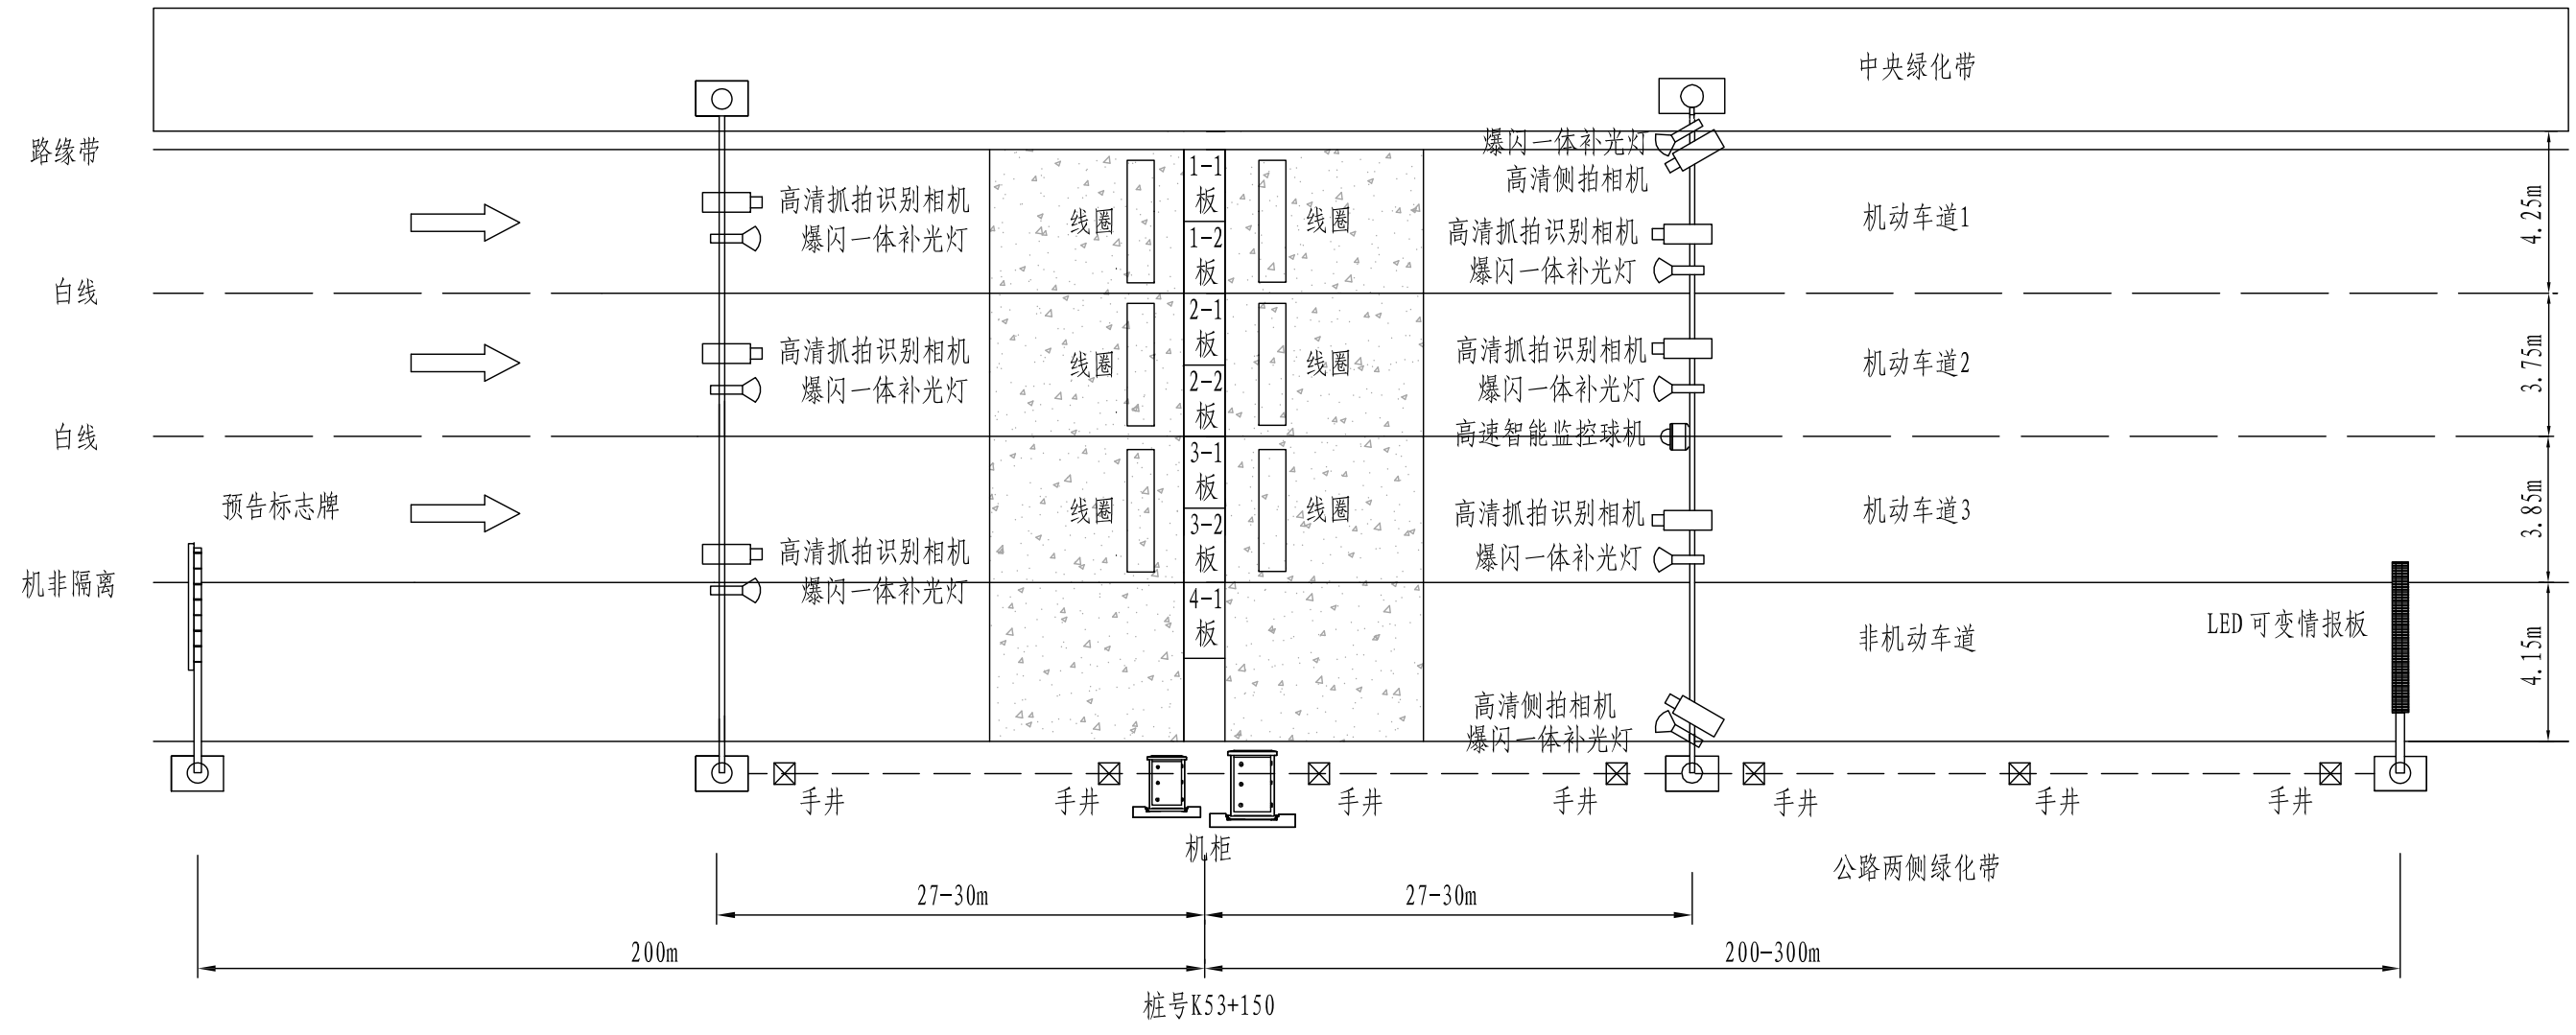 中央绿化带
路缘带
爆闪一体补光灯
高清侧拍相机
1-1
板
高清抓拍识别相机
爆闪一体补光灯
线圈
线圈
1-2
板
高清抓拍识别相机
爆闪一体补光灯
机动车道1
4.25m
白线
2-1
板
高清抓拍识别相机
爆闪一体补光灯
线圈
线圈
2-2
板
高清抓拍识别相机
爆闪一体补光灯
机动车道2
3.75m
白线
高速智能监控球机
3-1
板
预告标志牌
线圈
线圈
3-2
板
高清抓拍识别相机
爆闪一体补光灯
高清抓拍识别相机
爆闪一体补光灯
机动车道3
3.85m
机非隔离
4-1
板
非机动车道
LED可变情报板
4.15m
高清侧拍相机
爆闪一体补光灯
手井
手井
手井
手井
手井
手井
手井
机柜
公路两侧绿化带
27-30m
27-30m
200m
200-300m
桩号K53+150